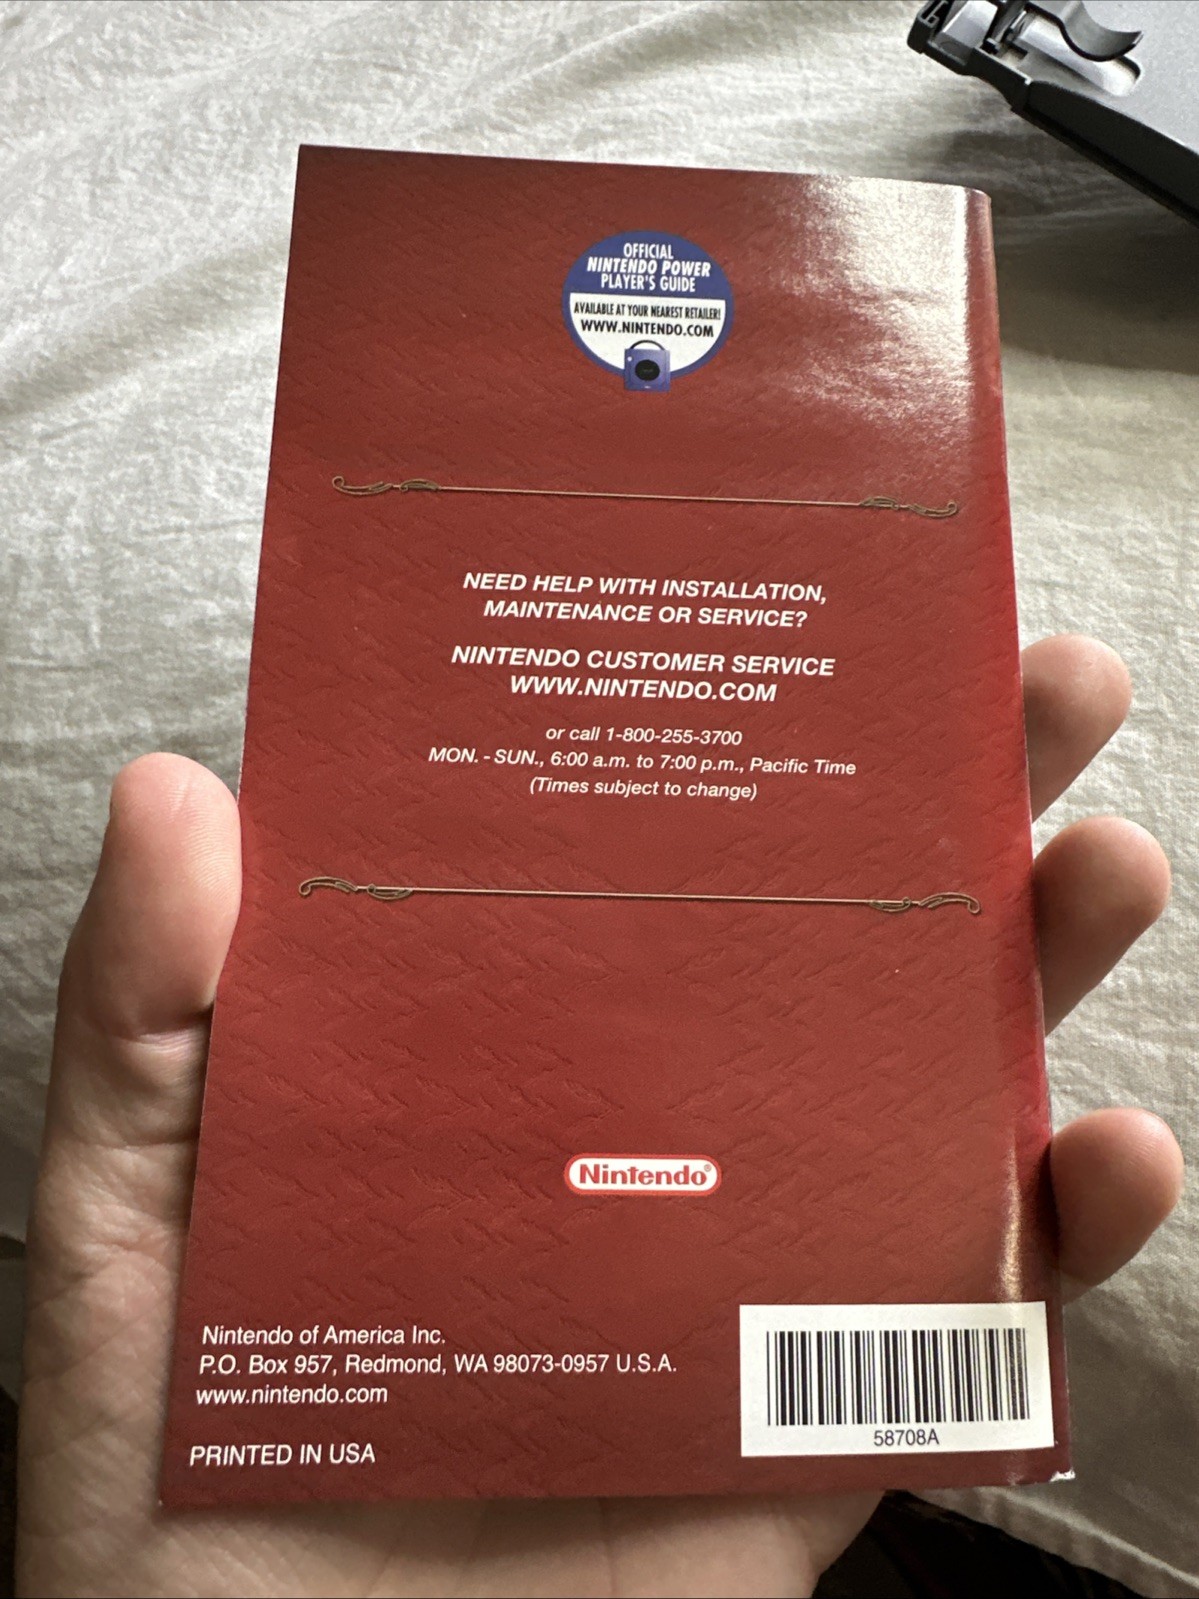 OFFICIAL
NINTENDO POWER
PLAYER'S GUIDE
AVAILABLE AT YOUR NEAREST RETAILER!
WWW.NINTENDO.COM
NEED HELP WITH INSTALLATION,
MAINTENANCE OR SERVICE?
NINTENDO CUSTOMER SERVICE
WWW.NINTENDO.COM
or call 1-800-255-3700
MON. - SUN., 6:00 a.m. to 7:00 p.m., Pacific Time
(Times subject to change)
Nintendo®
Nintendo of America Inc.
P.O. Box 957, Redmond, WA 98073-0957 U.S.A.
www.nintendo.com
PRINTED IN USA
58708A